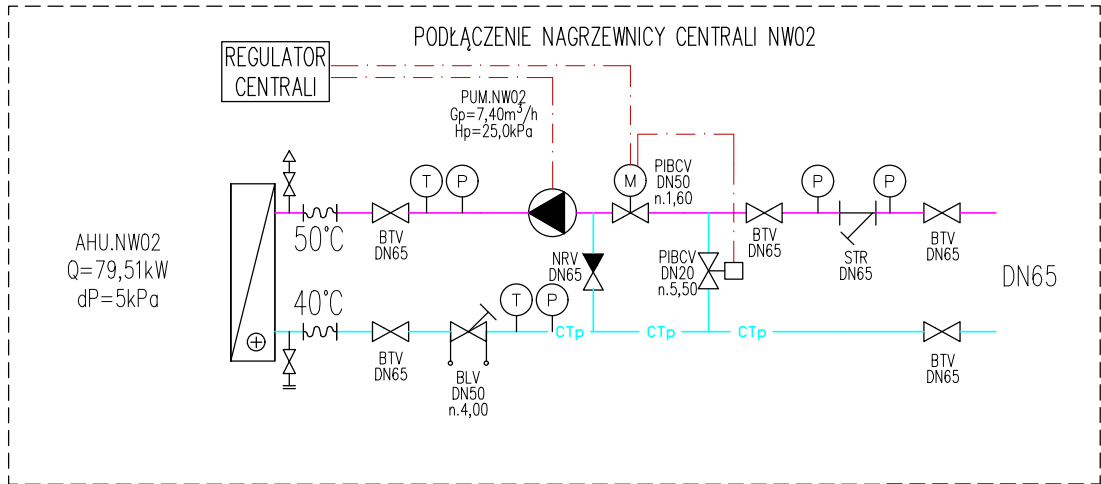 PODŁĄCZENIE NAGRZEWNICY CENTRALI NW02
REGULATOR
CENTRALI
PUM.NW02
Gp=7,40m³/h
Hp=25,0kPa
PIBCV
DN50
n.1,60
T
P
M
P
P
50°C
BTV
DN65
BTV
DN65
STR
DN65
BTV
DN65
AHU.NW02
Q=79,51kW
dP=5kPa
NRV
DN65
PIBCV
DN20
n.5,50
DN65
40°C
T
P
CTp
CTp
CTp
BTV
DN65
BLV
DN50
n.4,00
BTV
DN65